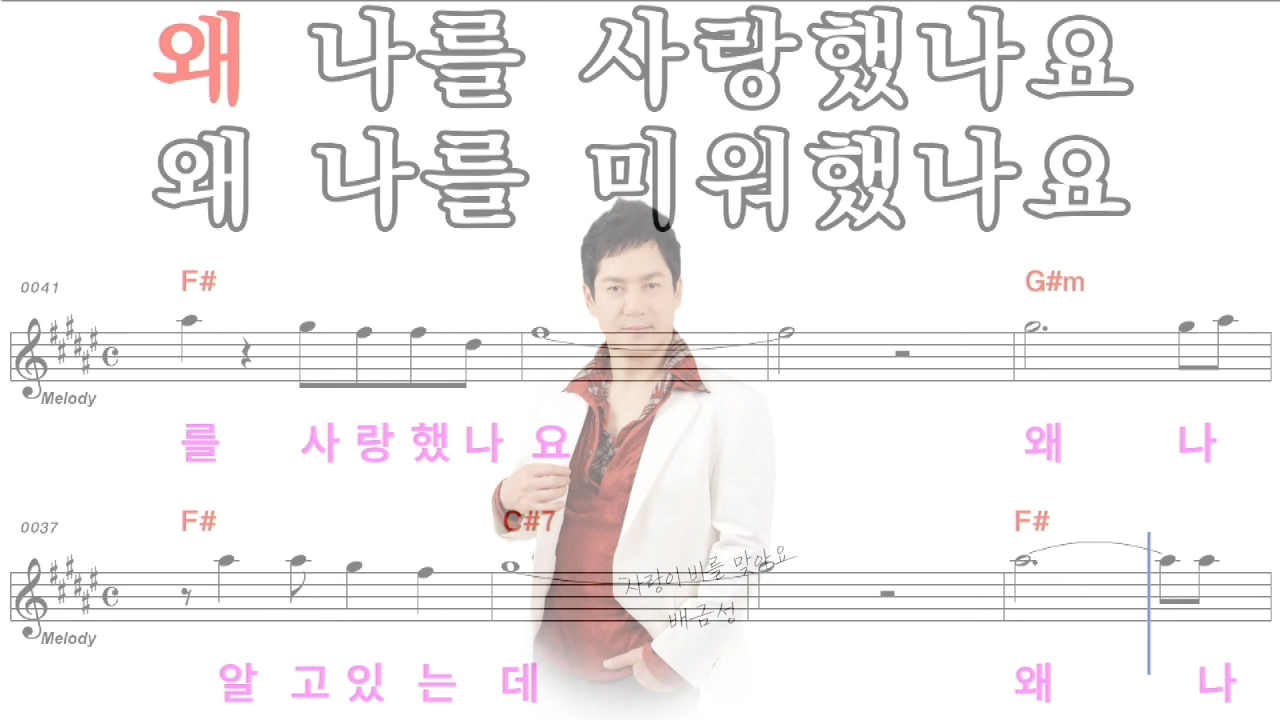 왜 나를 사랑했나요
왜 나를 미워했나요
0041 F# G#m
Melody
를 사 랑 했 나 요 왜 나
0037 F# C#7 F#
Melody
사랑이 비를 맞아요
배금성
알 고 있 는 데 왜 나